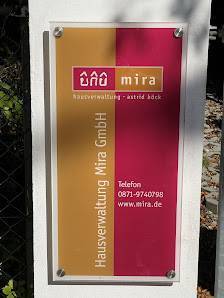 mira
hausverwaltung - astrid böck
Hausverwaltung Mira GmbH
Telefon
0871-9740798
www.mira.de